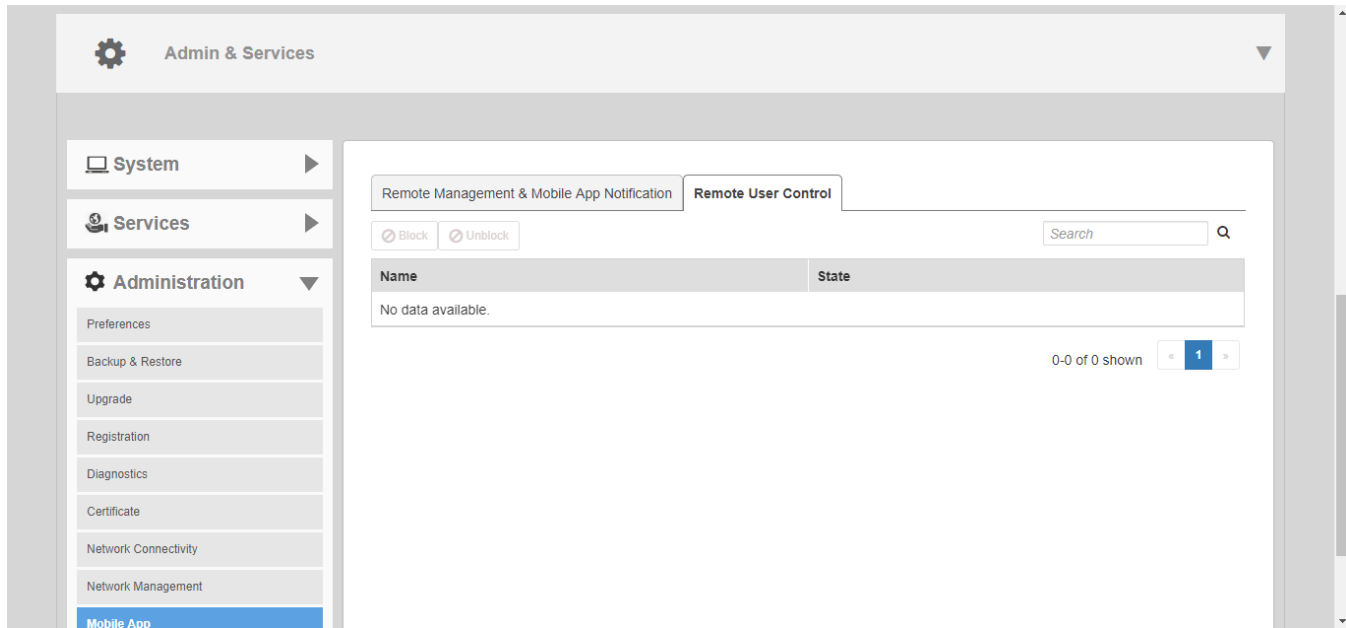 Admin & Services
System
Services
Administration
Preferences
Backup & Restore
Upgrade
Registration
Diagnostics
Certificate
Network Connectivity
Network Management
Mobile App
Remote Management & Mobile App Notification Remote User Control
Block Unblock Search
Name State
No data available.
0-0 of 0 shown « 1 »